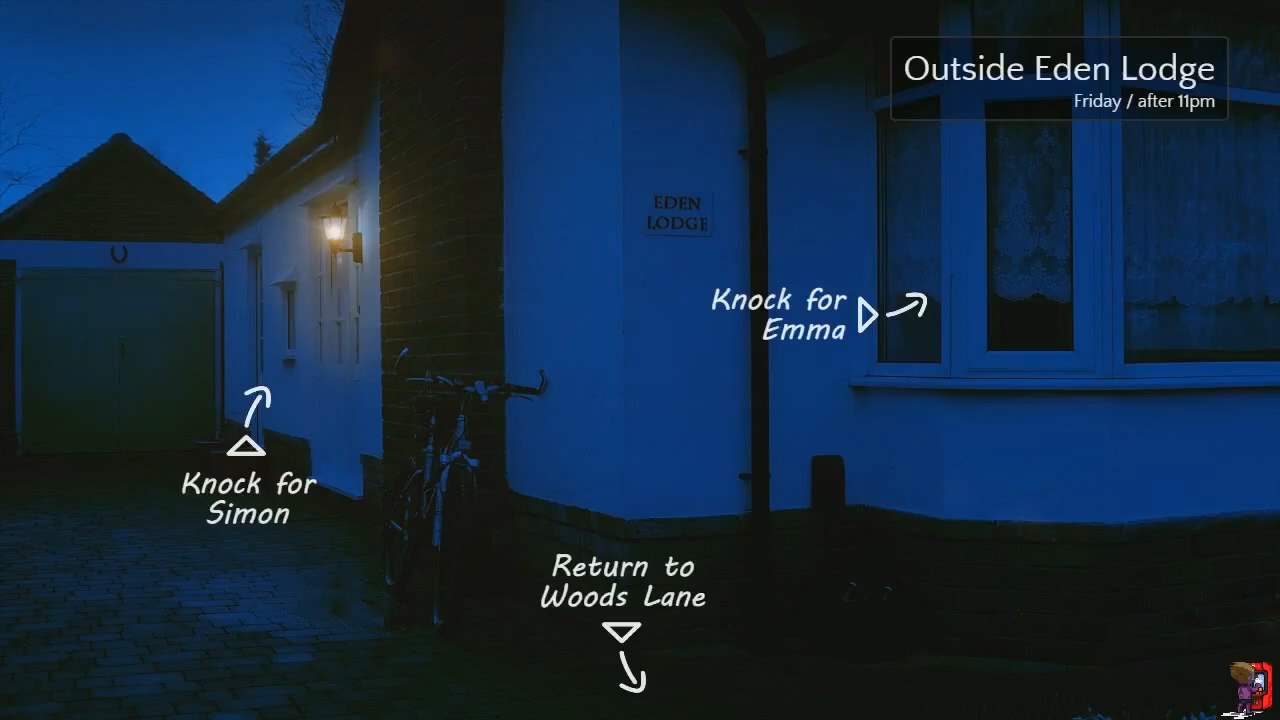 Outside Eden Lodge
Friday / after 11pm
EDEN
LODGE
Knock for
Emma
Knock for
Simon
Return to
Woods Lane